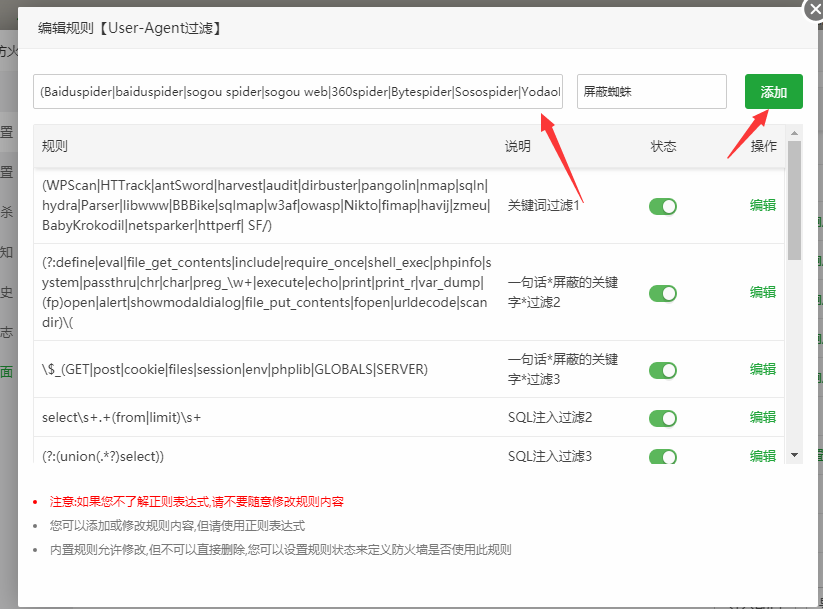 编辑规则【User-Agent过滤】
防火
(Baiduspider|baiduspider|sogou spider|sogou web|360spider|Bytespider|Sosospider|Yodaol
屏蔽蜘蛛
添加
规则
说明
状态
操作
(WPScan|HTTrack|antSword|harvest|audit|dirbuster|pangolin|nmap|sqln|
hydra|Parser|libwww|BBBike|sqlmap|w3af|owasp|Nikto|fimap|havij|zmeu|
BabyKrokodil|netsparker|httperf| SF/)
关键词过滤1
编辑
(?:define|eval|file_get_contents|include|require_once|shell_exec|phpinfo|s
ystem|passthru|chr|char|preg_\w+|execute|echo|print|print_r|var_dump|
(fp)open|alert|showmodaldialog|file_put_contents|fopen|urldecode|scan
dir)\(
一句话*屏蔽的关键
字*过滤2
编辑
\$_(GET|post|cookie|files|session|env|phplib|GLOBALS|SERVER)
一句话*屏蔽的关键
字*过滤3
编辑
select\s+.+(from|limit)\s+
SQL注入过滤2
编辑
(?:(union(.*?)select))
SQL注入过滤3
编辑
置
置
杀
知
史
志
面
注意:如果您不了解正则表达式,请不要随意修改规则内容
您可以添加或修改规则内容,但请使用正则表达式
内置规则允许修改,但不可以直接删除,您可以设置规则状态来定义防火墙是否使用此规则